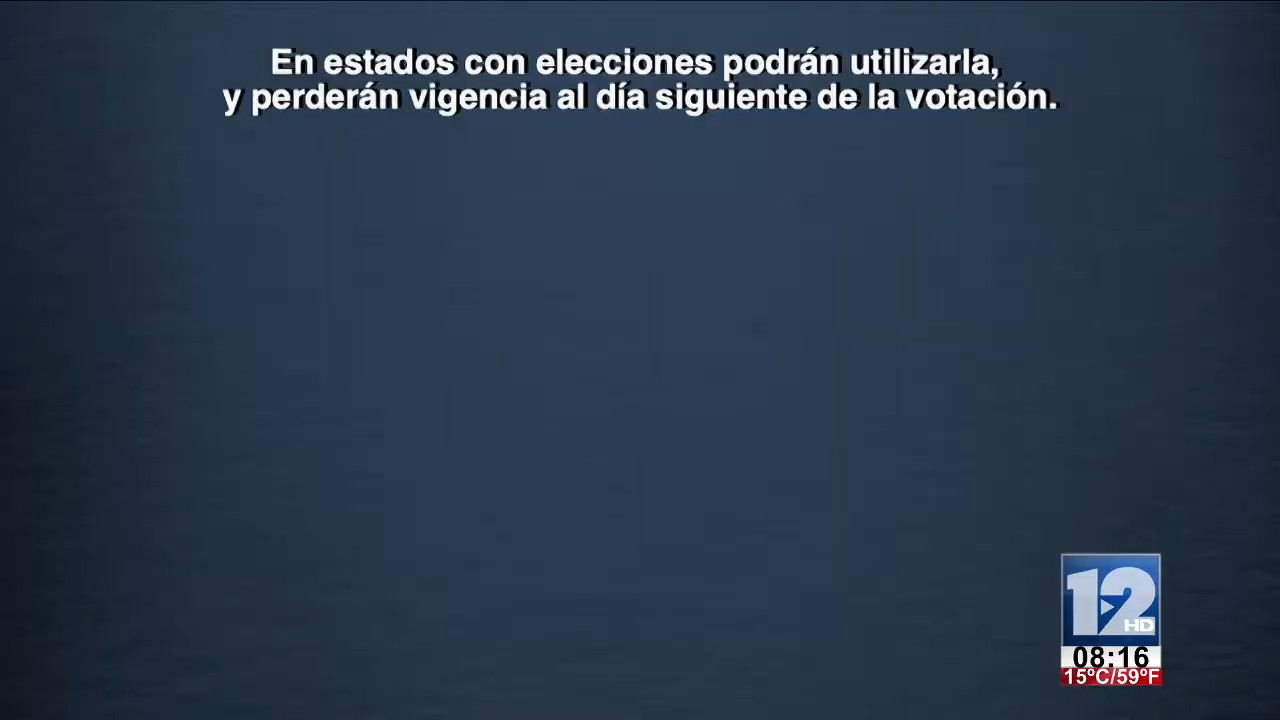 En estados con elecciones podrán utilizarla,
y perderán vigencia al día siguiente de la votación.
12
HD
08:16
15ºC/59ºF